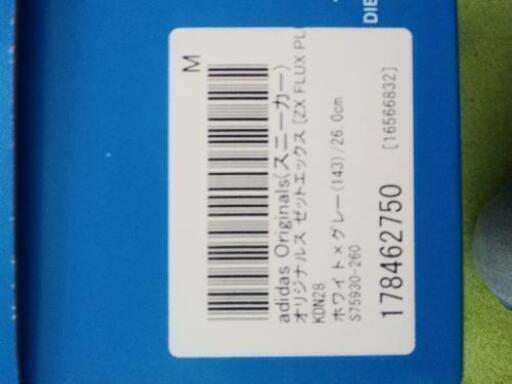 M
adidas Originals(スニーカー)
オリジナルス ゼットエックス [ZX FLUX PL
KDN28
ホワイト×グレー(143)/26.0cm
S75930-260
178462750
[16566832]
DIE